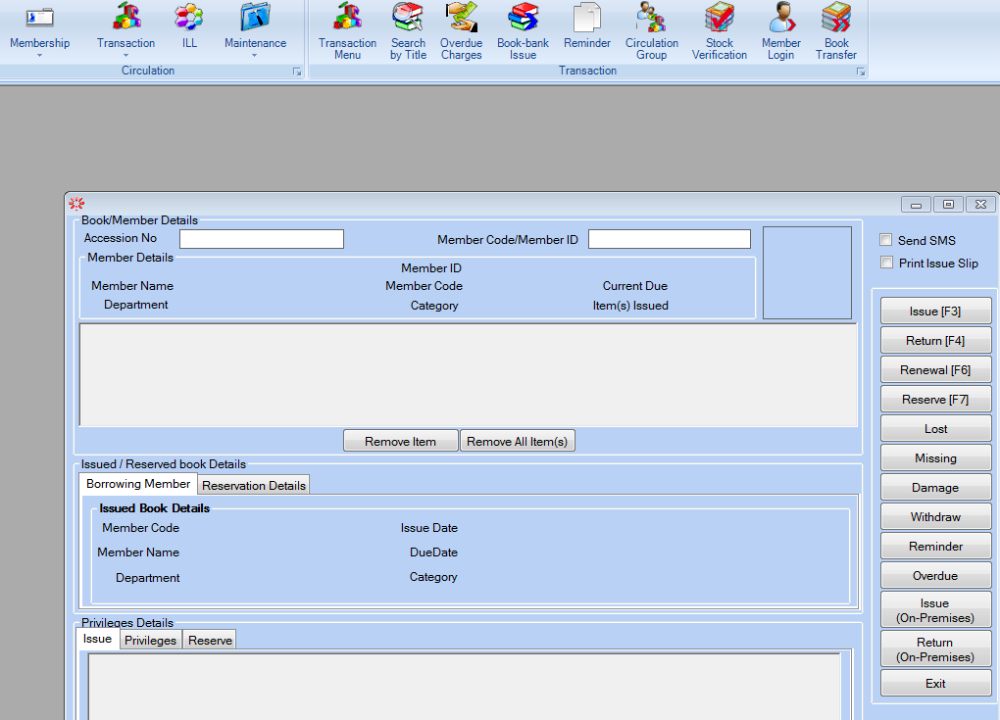 Membership Transaction ILL Maintenance Transaction Menu Search by Title Overdue Charges Book-bank Issue Reminder Circulation Group Stock Verification Member Login Book Transfer
Circulation Transaction
Book/Member Details
Accession No Member Code/Member ID
Send SMS
Member Details
Print Issue Slip
Member ID
Member Name Member Code Current Due
Department Category Item(s) Issued
Issue [F3]
Return [F4]
Renewal [F6]
Reserve [F7]
Lost
Remove Item Remove All Item(s)
Missing
Issued / Reserved book Details
Borrowing Member Reservation Details
Damage
Issued Book Details
Withdraw
Member Code Issue Date
Member Name DueDate
Reminder
Department Category
Overdue
Issue
(On-Premises)
Privileges Details
Issue Privileges Reserve
Return
(On-Premises)
Exit